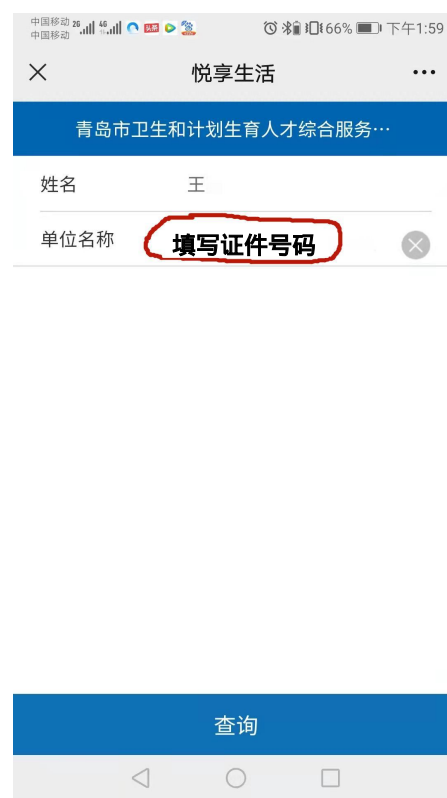 中国移动 26 46 头条 66% 下午1:59
中国移动
悦享生活
青岛市卫生和计划生育人才综合服务…
姓名 王
单位名称 填写证件号码
查询